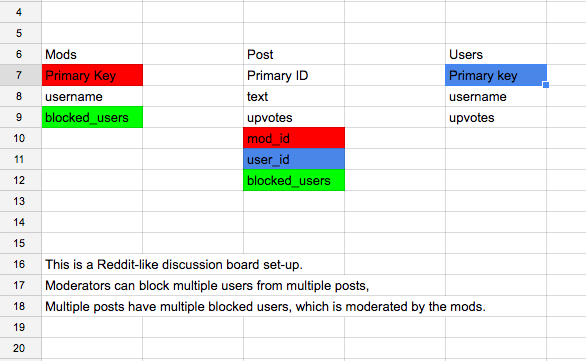 4
5
6 Mods Post Users
7 Primary Key Primary ID Primary key
8 username text username
9 blocked_users upvotes upvotes
10 mod_id
11 user_id
12 blocked_users
13
14
15
16 This is a Reddit-like discussion board set-up.
17 Moderators can block multiple users from multiple posts,
18 Multiple posts have multiple blocked users, which is moderated by the mods.
19
20